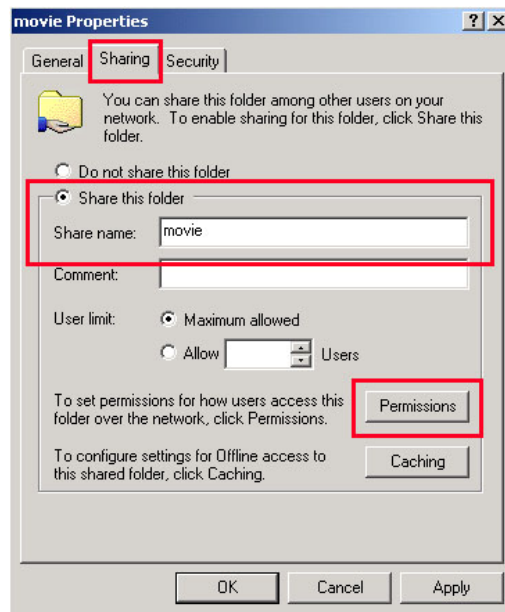 movie Properties
General Sharing Security
You can share this folder among other users on your
network. To enable sharing for this folder, click Share this
folder.
Do not share this folder
Share this folder
Share name: movie
Comment:
User limit: Maximum allowed
Allow Users
To set permissions for how users access this
folder over the network, click Permissions.
Permissions
To configure settings for Offline access to
this shared folder, click Caching.
Caching
OK Cancel Apply